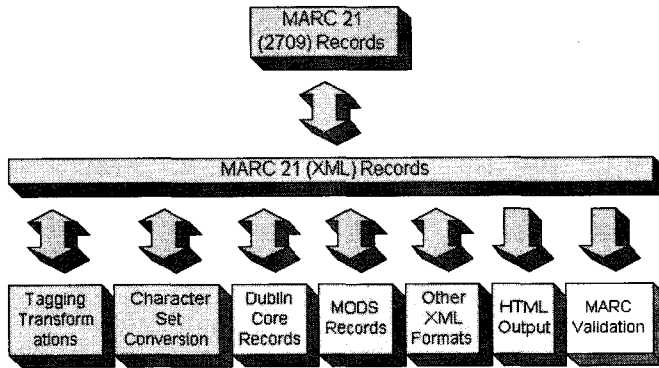 MARC 21
(2709) Records
MARC 21 (XML) Records
Tagging
Transform
ations
Character
Set
Conversion
Dublin
Core
Records
MODS
Records
Other
XML
Formats
HTML
Output
MARC
Validation